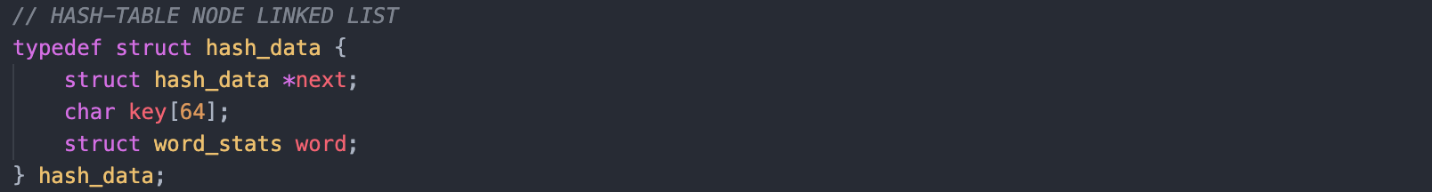 // HASH-TABLE NODE LINKED LIST
typedef struct hash_data {
    struct hash_data *next;
    char key[64];
    struct word_stats word;
} hash_data;